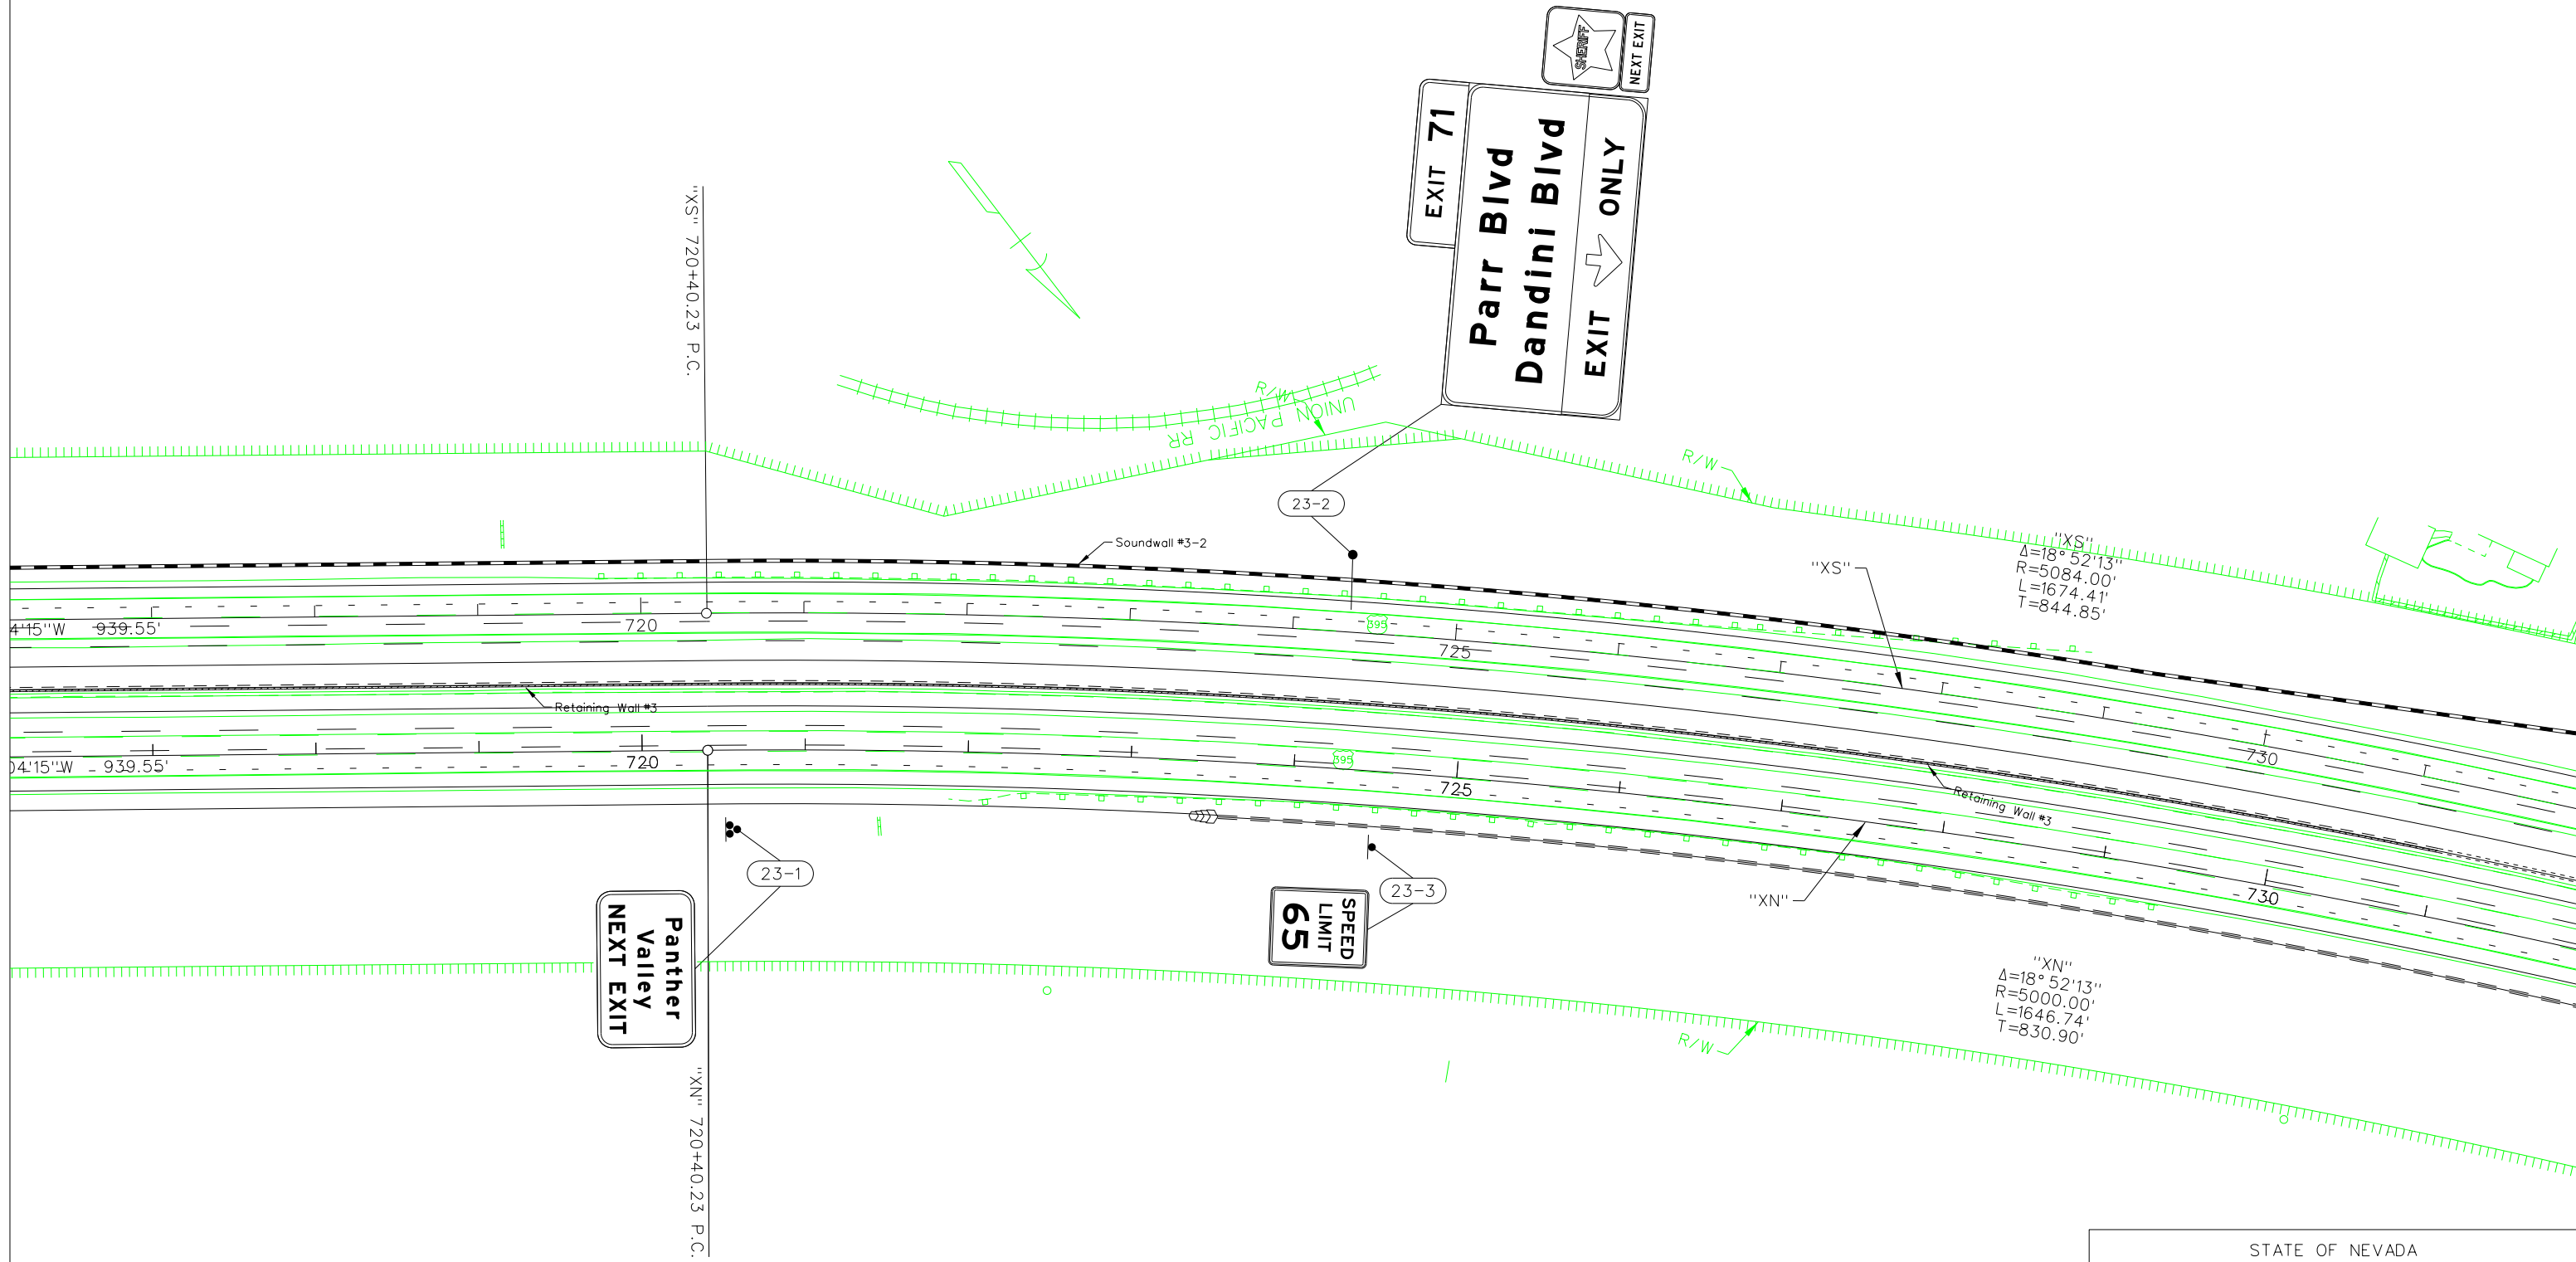 SHERIFF
NEXT EXIT
EXIT 71
Parr Blvd
Dandini Blvd
EXIT ONLY
"XS" 720+40.23 P.C.
R/W
UNION PACIFIC RR
R/W
23-2
Soundwall #3-2
"XS"
"XS"
Δ=18°52'13"
R=5084.00'
L=1674.41'
T=844.85'
4'15"W 939.55'
720
395
725
730
Retaining Wall #3
04'15"W 939.55'
720
395
725
730
Retaining Wall #3
23-1
Panther
Valley
NEXT EXIT
SPEED
LIMIT
65
23-3
"XN"
"XN"
Δ=18°52'13"
R=5000.00'
L=1646.74'
T=830.90'
R/W
"XN" 720+40.23 P.C.
STATE OF NEVADA